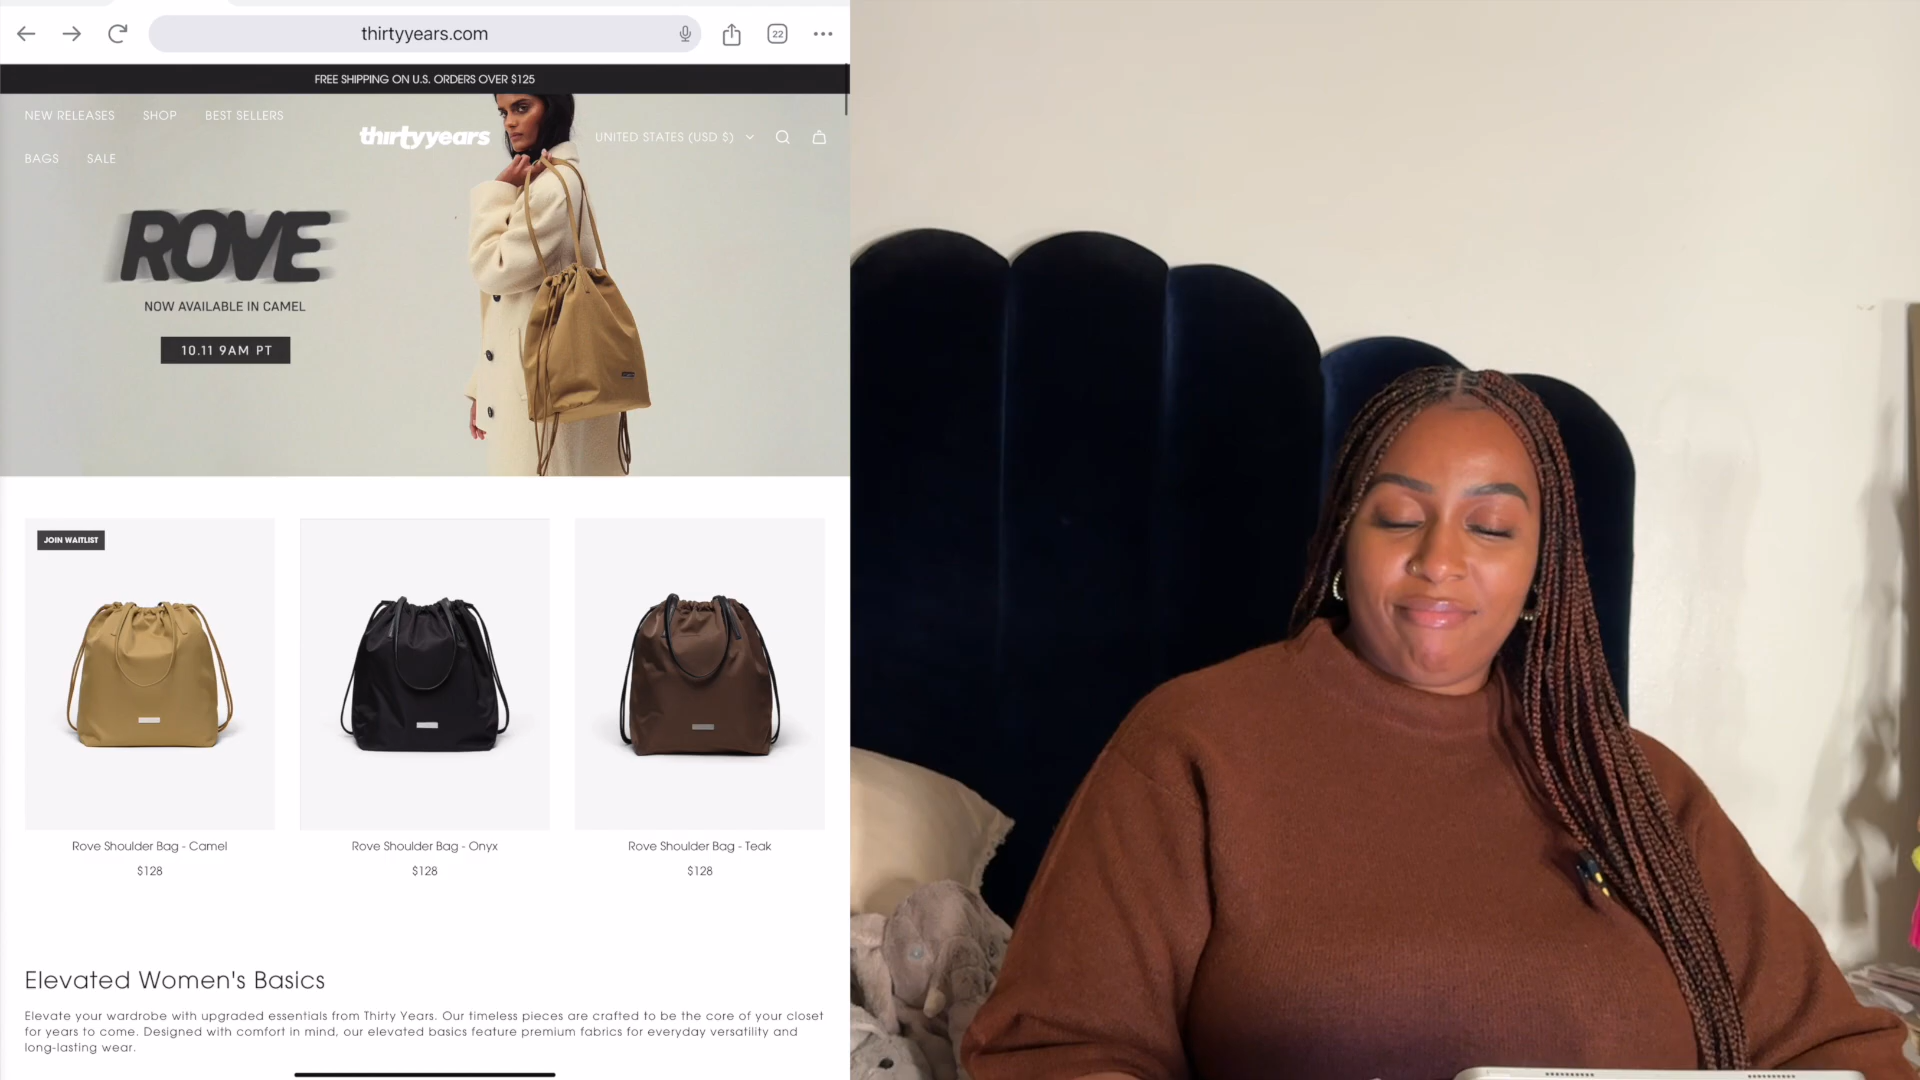 thirtyyears.com
22
FREE SHIPPING ON U.S. ORDERS OVER $125
NEW RELEASES SHOP BEST SELLERS
BAGS SALE
thirtyyears
UNITED STATES (USD $)
ROVE
NOW AVAILABLE IN CAMEL
10.11 9AM PT
JOIN WAITLIST
Rove Shoulder Bag - Camel
$128
Rove Shoulder Bag - Onyx
$128
Rove Shoulder Bag - Teak
$128
Elevated Women's Basics
Elevate your wardrobe with upgraded essentials from Thirty Years. Our timeless pieces are crafted to be the core of your closet
for years to come. Designed with comfort in mind, our elevated basics feature premium fabrics for everyday versatility and
long-lasting wear.